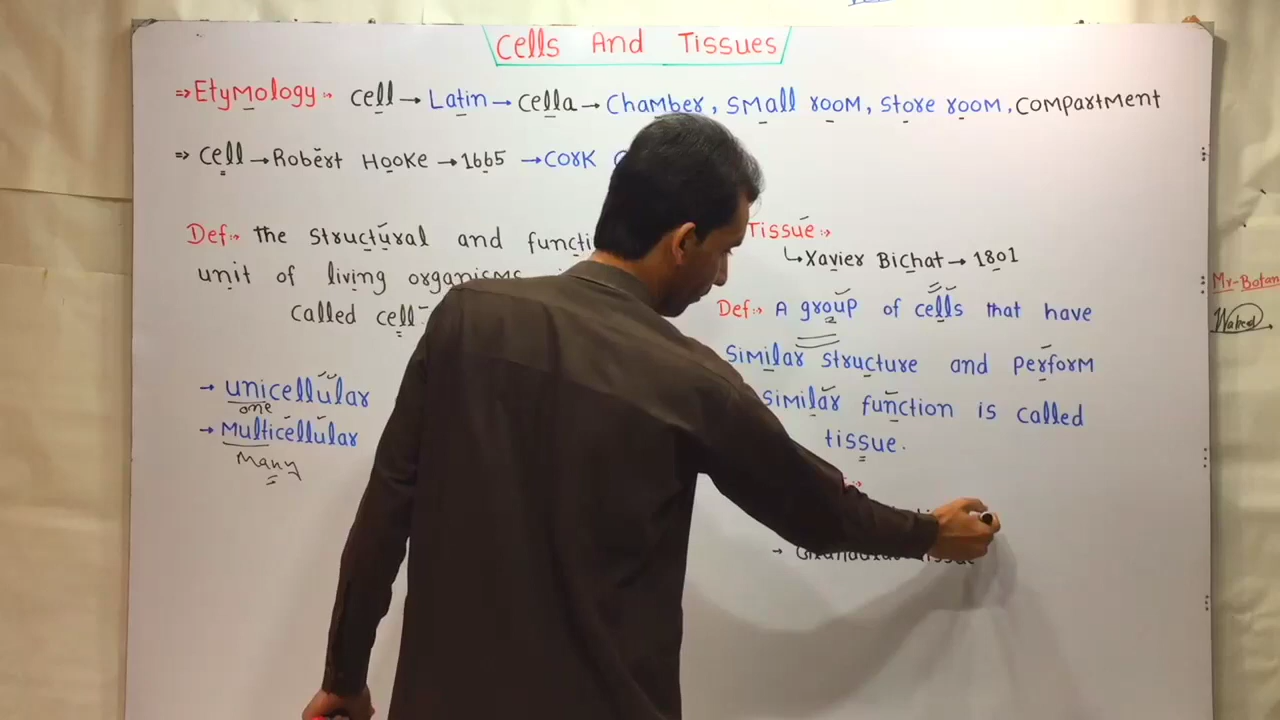 Cells And Tissues
⇒ Etymology:- cell → Latin → cella → Chamber, small room, store room, compartment
⇒ cell → Robert Hooke → 1665 → cork
Def:- the structural and
unit of living organisms
called cell.
→ unicellular
one
→ Multicellular
Many
Tissue:-
↳ Xavier Bichat → 1801
Def:- A group of cells that have
similar structure and perform
similar function is called
tissue.
→
Mr-Botan
Waheed